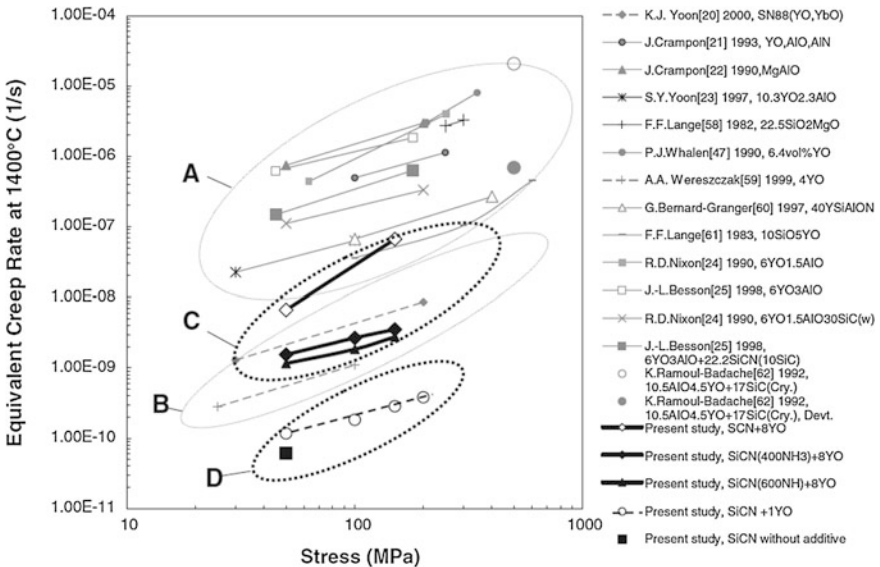 Equivalent Creep Rate at 1400°C (1/s)
1.00E-04
1.00E-05
1.00E-06
1.00E-07
1.00E-08
1.00E-09
1.00E-10
1.00E-11
A
C
B
D
10
100
1000
Stress (MPa)
K.J. Yoon[20] 2000, SN88(YO,YbO)
J.Crampon[21] 1993, YO,AlO,AlN
J.Crampon[22] 1990,MgAlO
S.Y.Yoon[23] 1997, 10.3YO2.3AlO
F.F.Lange[58] 1982, 22.5SiO2MgO
P.J.Whalen[47] 1990, 6.4vol%YO
A.A. Wereszczak[59] 1999, 4YO
G.Bernard-Granger[60] 1997, 40YSiAlON
F.F.Lange[61] 1983, 10SiO5YO
R.D.Nixon[24] 1990, 6YO1.5AlO
J.-L.Besson[25] 1998, 6YO3AlO
R.D.Nixon[24] 1990, 6YO1.5AlO30SiC(w)
J.-L.Besson[25] 1998,
6YO3AlO+22.2SiCN(10SiC)
K.Ramoul-Badache[62] 1992,
10.5AlO4.5YO+17SiC(Cry.)
K.Ramoul-Badache[62] 1992,
10.5AlO4.5YO+17SiC(Cry.), Devt.
Present study, SCN+8YO
Present study, SiCN(400NH3)+8YO
Present study, SiCN(600NH)+8YO
Present study, SiCN +1YO
Present study, SiCN without additive